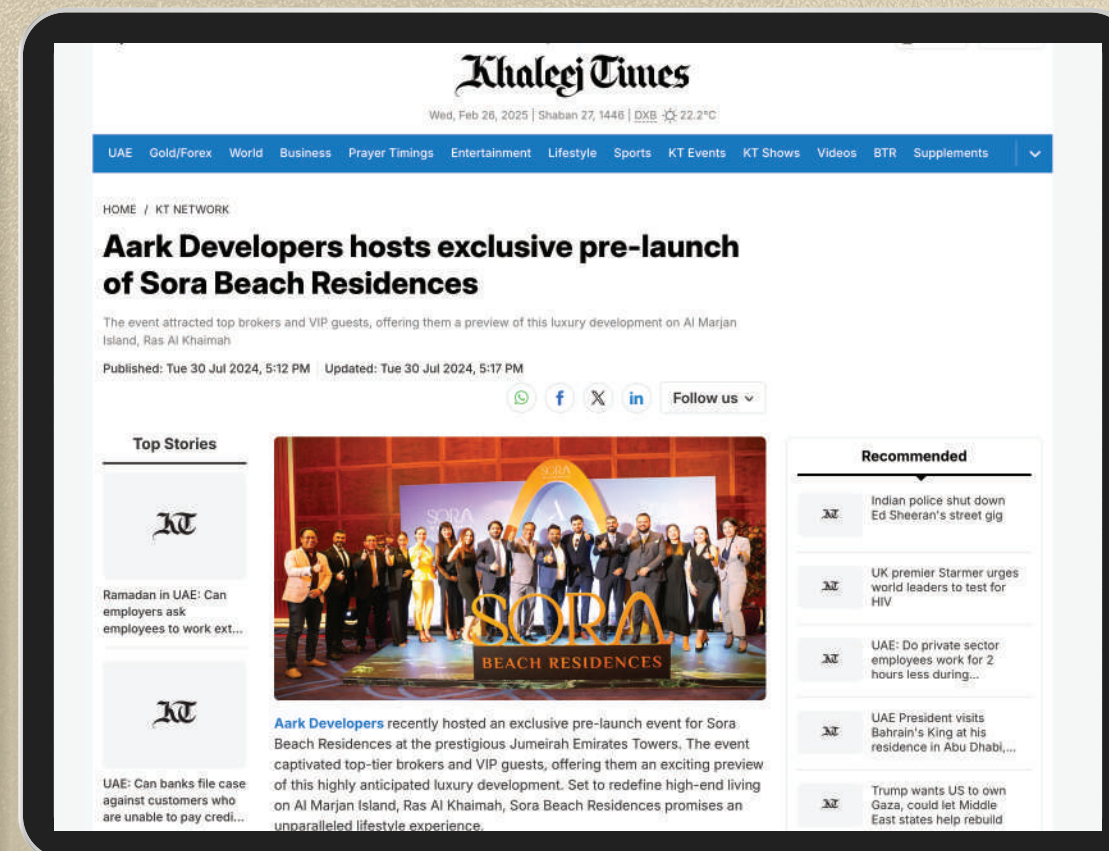 Khaleej Times
Wed, Feb 26, 2025 | Shaban 27, 1446 | DXB 22.2°C
UAE Gold/Forex World Business Prayer Timings Entertainment Lifestyle Sports KT Events KT Shows Videos BTR Supplements
HOME / KT NETWORK
Aark Developers hosts exclusive pre-launch
of Sora Beach Residences
The event attracted top brokers and VIP guests, offering them a preview of this luxury development on Al Marjan
Island, Ras Al Khaimah
Published: Tue 30 Jul 2024, 5:12 PM | Updated: Tue 30 Jul 2024, 5:17 PM
f X in Follow us
Top Stories
KT
Ramadan in UAE: Can
employers ask
employees to work ext...
KT
UAE: Can banks file case
against customers who
are unable to pay credi...
SORA
SORA
SORA
BEACH RESIDENCES
Aark Developers recently hosted an exclusive pre-launch event for Sora
Beach Residences at the prestigious Jumeirah Emirates Towers. The event
captivated top-tier brokers and VIP guests, offering them an exciting preview
of this highly anticipated luxury development. Set to redefine high-end living
on Al Marjan Island, Ras Al Khaimah, Sora Beach Residences promises an
unparalleled lifestyle experience.
Recommended
KT
Indian police shut down
Ed Sheeran's street gig
KT
UK premier Starmer urges
world leaders to test for
HIV
KT
UAE: Do private sector
employees work for 2
hours less during...
KT
UAE President visits
Bahrain's King at his
residence in Abu Dhabi,...
KT
Trump wants US to own
Gaza, could let Middle
East states help rebuild